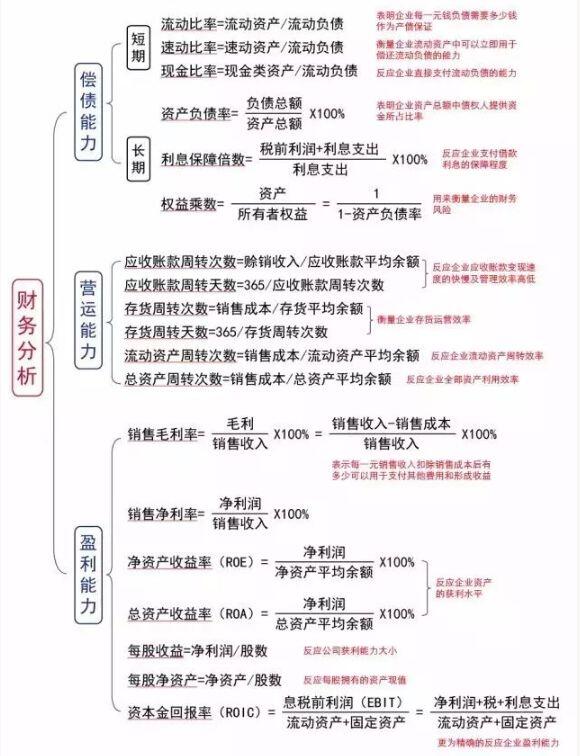 财务分析
偿债能力
短期
流动比率=流动资产/流动负债
表明企业每一元钱负债需要多少钱
作为产债保证
速动比率=速动资产/流动负债
衡量企业流动资产中可以立即用于
偿还流动负债的能力
现金比率=现金类资产/流动负债
反应企业直接支付流动负债的能力
长期
资产负债率=负债总额/资产总额 X100%
表明企业资产总额中债权人提供资
金所占比率
利息保障倍数=税前利润+利息支出/利息支出 X100%
反应企业支付借款
利息的保障程度
权益乘数=资产/所有者权益=1/1-资产负债率
用来衡量企业的财务
风险
营运能力
应收账款周转次数=赊销收入/应收账款平均余额
应收账款周转天数=365/应收账款周转次数
反应企业应收账款变现速
度的快慢及管理效率高低
存货周转次数=销售成本/存货平均余额
存货周转天数=365/存货周转次数
衡量企业存货运营效率
流动资产周转次数=销售成本/流动资产平均余额
反应企业流动资产周转效率
总资产周转次数=销售成本/总资产平均余额
反应企业全部资产利用效率
盈利能力
销售毛利率=毛利/销售收入 X100%=销售收入-销售成本/销售收入 X100%
表示每一元销售收入扣除销售成本后有
多少可以用于支付其他费用和形成收益
销售净利率=净利润/销售收入 X100%
净资产收益率（ROE）=净利润/净资产平均余额 X100%
总资产收益率（ROA）=净利润/总资产平均余额 X100%
反应企业资产
的获利水平
每股收益=净利润/股数
反应公司获利能力大小
每股净资产=净资产/股数
反应每股拥有的资产现值
资本金回报率（ROIC）=息税前利润（EBIT）/流动资产+固定资产=净利润+税+利息支出/流动资产+固定资产
更为精确的反应企业盈利能力